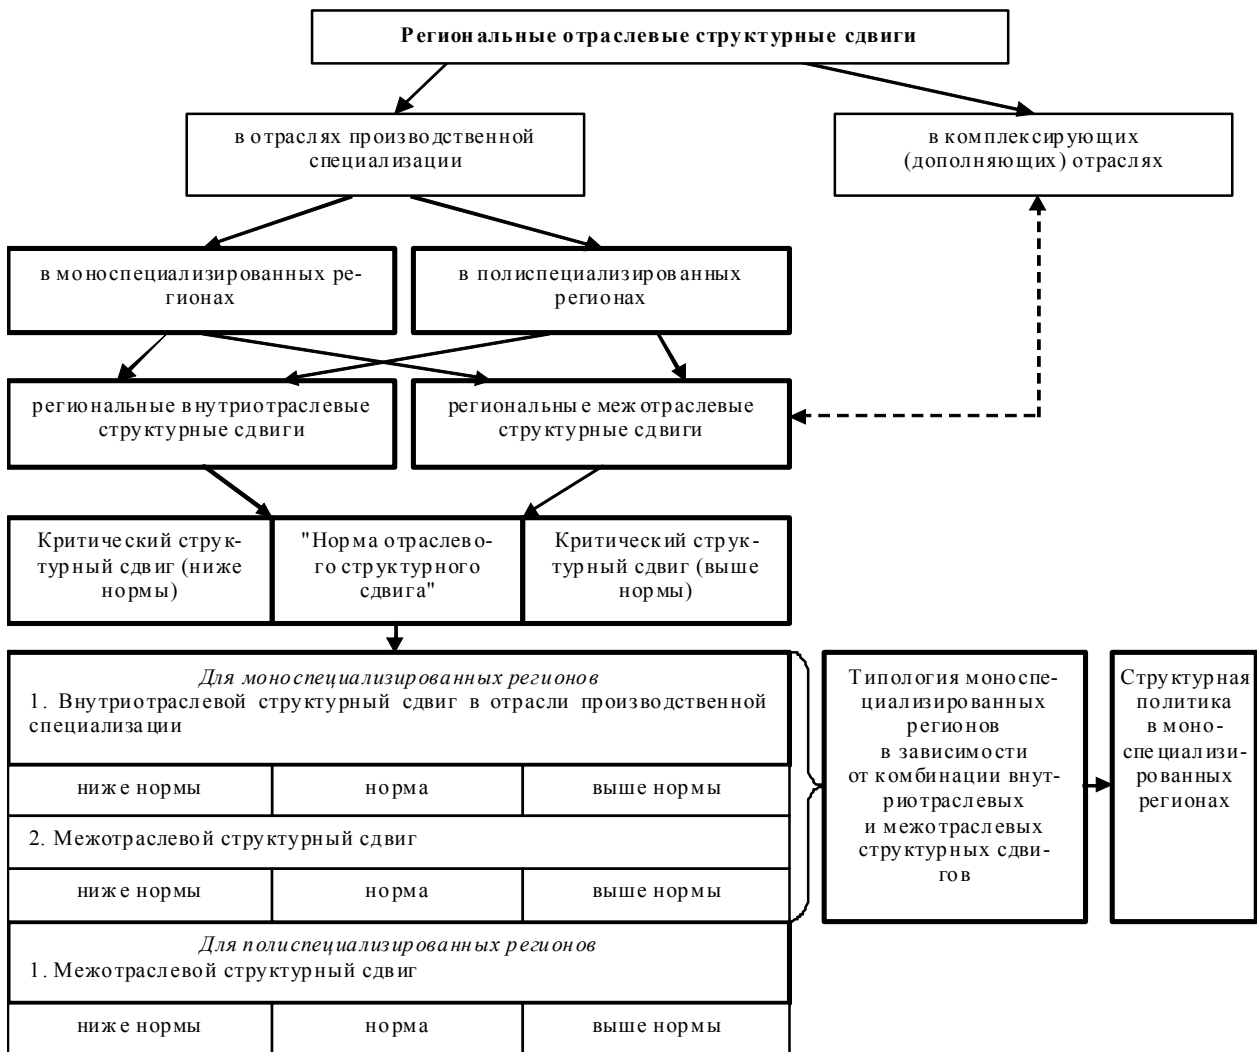 Региональные отраслевые структурные сдвиги
в отраслях производственной
специализации
в комплексирующих
(дополняющих) отраслях
в моноспециализированных ре-
гионах
в полиспециализированных
регионах
региональные внутриотраслевые
структурные сдвиги
региональные межотраслевые
структурные сдвиги
Критический струк-
турный сдвиг (ниже
нормы)
"Норма отраслево-
го структурного
сдвига"
Критический струк-
турный сдвиг (выше
нормы)
Для моноспециализированных регионов
1. Внутриотраслевой структурный сдвиг в отрасли производственной
специализации
ниже нормы
норма
выше нормы
2. Межотраслевой структурный сдвиг
ниже нормы
норма
выше нормы
Для полиспециализированных регионов
1. Межотраслевой структурный сдвиг
ниже нормы
норма
выше нормы
Типология моноспе-
циализированных
регионов
в зависимости
от комбинации внут-
риотраслевых
и межотраслевых
структурных сдви-
гов
Структурная
политика
в моно-
специализи-
рованных
регионах